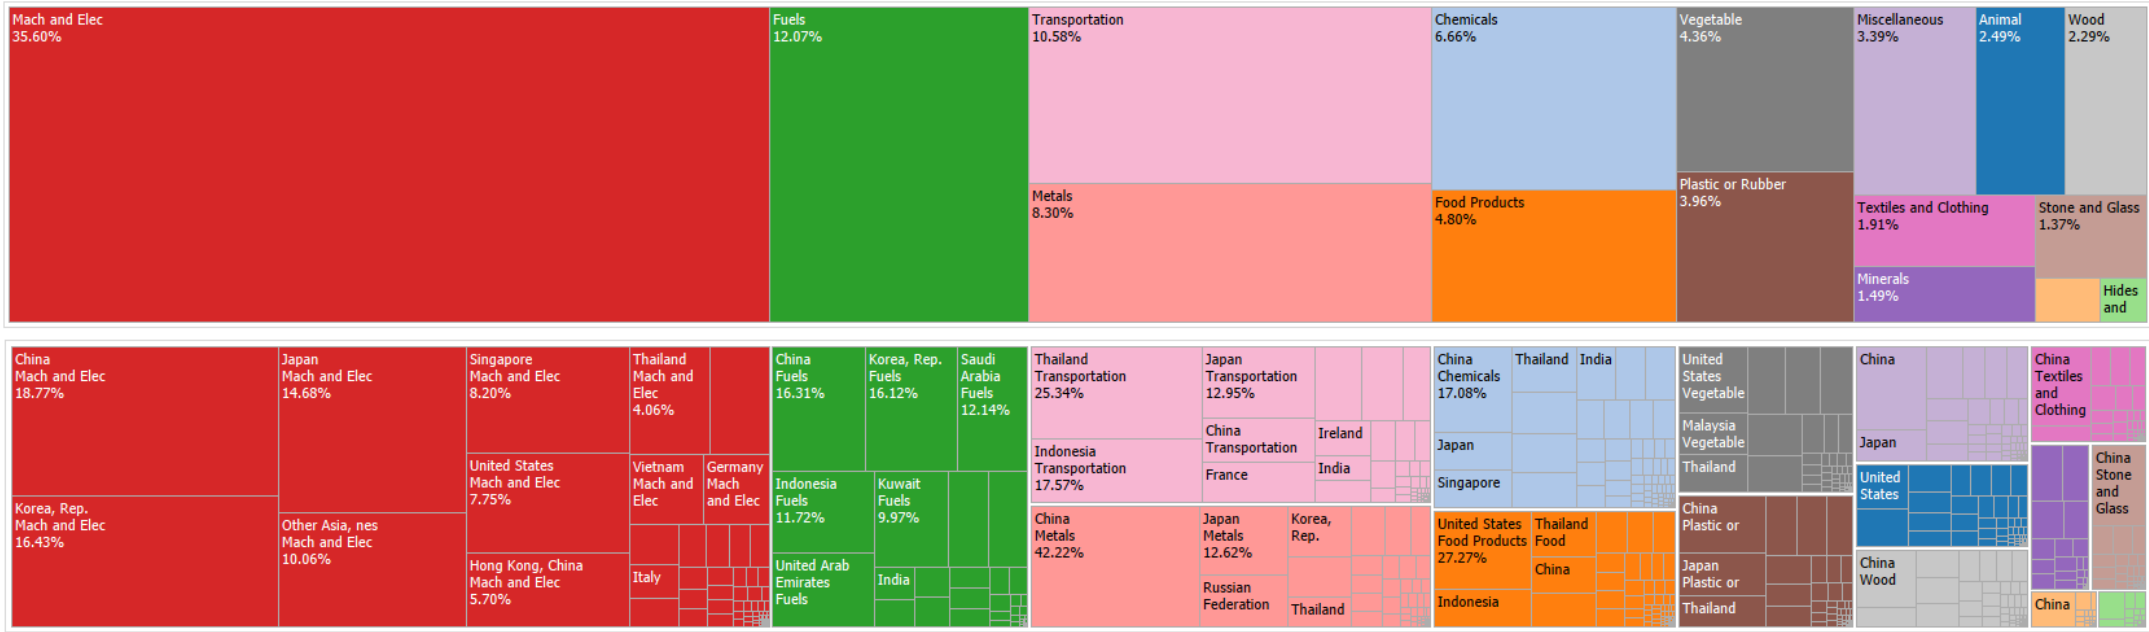 Mach and Elec
35.60%
Fuels
12.07%
Transportation
10.58%
Metals
8.30%
Chemicals
6.66%
Food Products
4.80%
Vegetable
4.36%
Plastic or Rubber
3.96%
Miscellaneous
3.39%
Animal
2.49%
Wood
2.29%
Textiles and Clothing
1.91%
Stone and Glass
1.37%
Minerals
1.49%
Hides
and
China
Mach and Elec
18.77%
Korea, Rep.
Mach and Elec
16.43%
Japan
Mach and Elec
14.68%
Other Asia, nes
Mach and Elec
10.06%
Singapore
Mach and Elec
8.20%
United States
Mach and Elec
7.75%
Hong Kong, China
Mach and Elec
5.70%
Thailand
Mach and
Elec
4.06%
Vietnam
Mach and
Elec
Germany
Mach
and Elec
Italy
China
Fuels
16.31%
Korea, Rep.
Fuels
16.12%
Saudi
Arabia
Fuels
12.14%
Indonesia
Fuels
11.72%
Kuwait
Fuels
9.97%
United Arab
Emirates
Fuels
India
Thailand
Transportation
25.34%
Indonesia
Transportation
17.57%
Japan
Transportation
12.95%
China
Transportation
France
Ireland
India
China
Metals
42.22%
Japan
Metals
12.62%
Russian
Federation
Korea,
Rep.
Thailand
China
Chemicals
17.08%
Thailand
India
Japan
Singapore
United States
Food Products
27.27%
Indonesia
Thailand
Food
China
United
States
Vegetable
Malaysia
Vegetable
Thailand
China
Plastic or
Japan
Plastic or
Thailand
China
Japan
United
States
China
Wood
China
Textiles
and
Clothing
China
Stone
and
Glass
China